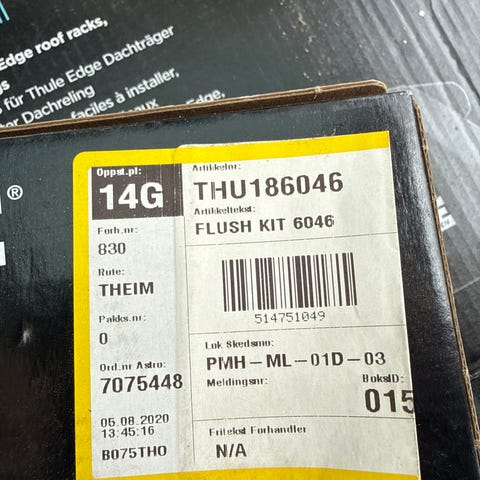 Edge roof racks,
für Thule Edge Dachträger
Dachreling
faciles à installer,
Edge,
®
Oppst.pl:
14G
Forh.nr:
830
Rute:
THEIM
Pakks.nr:
0
Ord.nr Astro:
7075448
05.08.2020
13:45:16
B075THO
Artikkelnr:
THU186046
Artikkeltekst:
FLUSH KIT 6046
514751049
Lok Skedsmo:
PMH-ML-01D-03
Meldingsnr:
BoksID:
015
Fritekst Forhandler
N/A